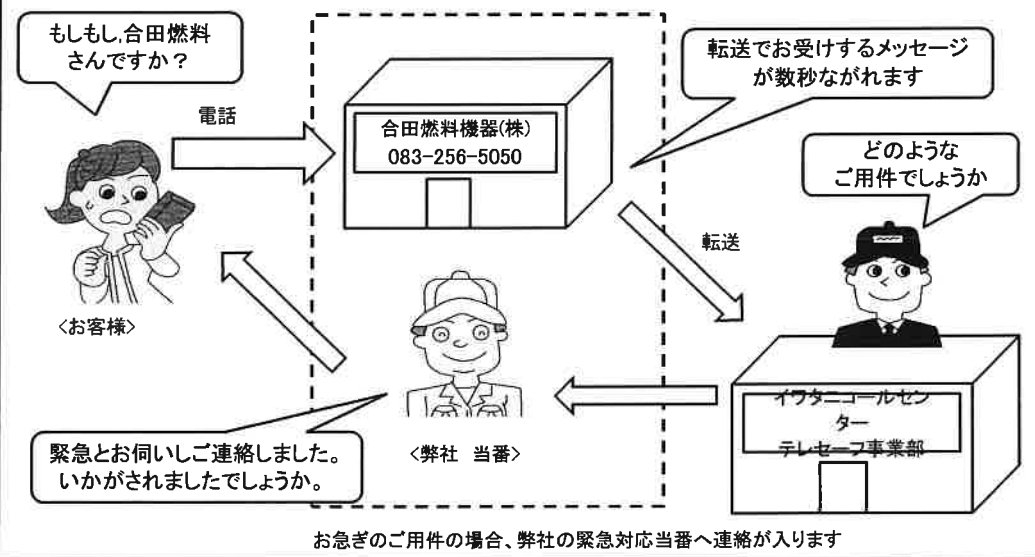 もしもし,合田燃料
さんですか？
電話
合田燃料機器(株)
083-256-5050
転送でお受けするメッセージ
が数秒ながれます
どのような
ご用件でしょうか
転送
<お客様>
イワタニコールセン
ター
テレセーフ事業部
緊急とお伺いしご連絡しました。
いかがされましたでしょうか。
<弊社 当番>
お急ぎのご用件の場合、弊社の緊急対応当番へ連絡が入ります